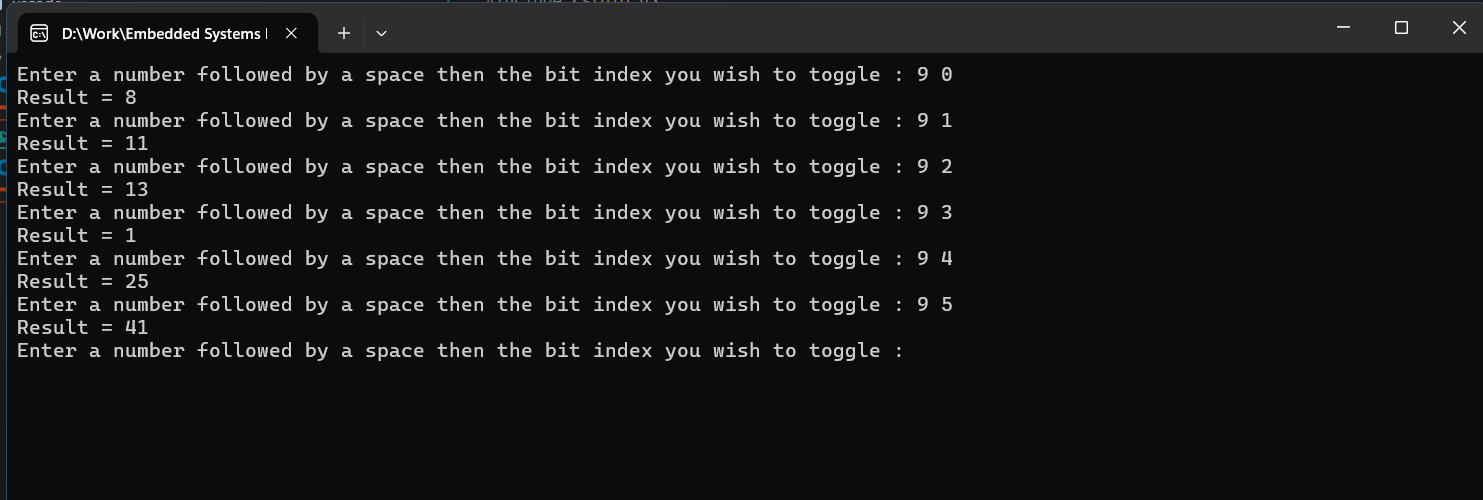 D:\Work\Embedded Systems
Enter a number followed by a space then the bit index you wish to toggle : 9 0
Result = 8
Enter a number followed by a space then the bit index you wish to toggle : 9 1
Result = 11
Enter a number followed by a space then the bit index you wish to toggle : 9 2
Result = 13
Enter a number followed by a space then the bit index you wish to toggle : 9 3
Result = 1
Enter a number followed by a space then the bit index you wish to toggle : 9 4
Result = 25
Enter a number followed by a space then the bit index you wish to toggle : 9 5
Result = 41
Enter a number followed by a space then the bit index you wish to toggle :